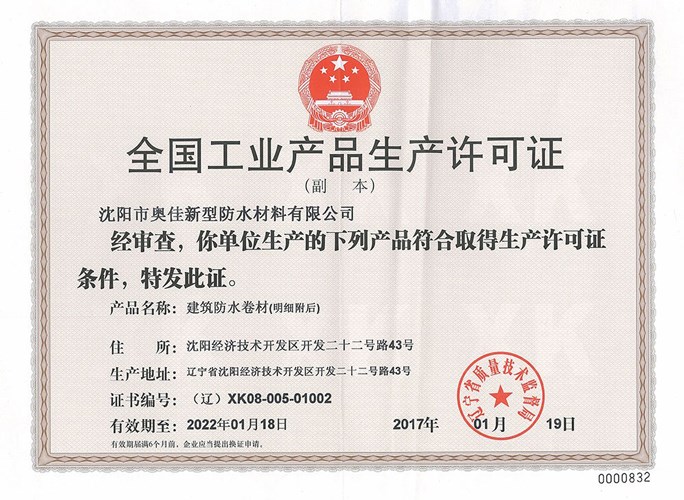 全国工业产品生产许可证
（副 本）
沈阳市奥佳新型防水材料有限公司
经审查，你单位生产的下列产品符合取得生产许可证
条件，特发此证。
产品名称： 建筑防水卷材(明细附后)
住 所： 沈阳经济技术开发区开发二十二号路43号
生产地址： 辽宁省沈阳经济技术开发区开发二十二号路43号
证书编号： （辽）XK08-005-01002
有效期至： 2022年01月18日
2017年 01月 19日
有效期届满6个月前，企业应当提出换证申请。
辽宁省质量技术监督局
0000832